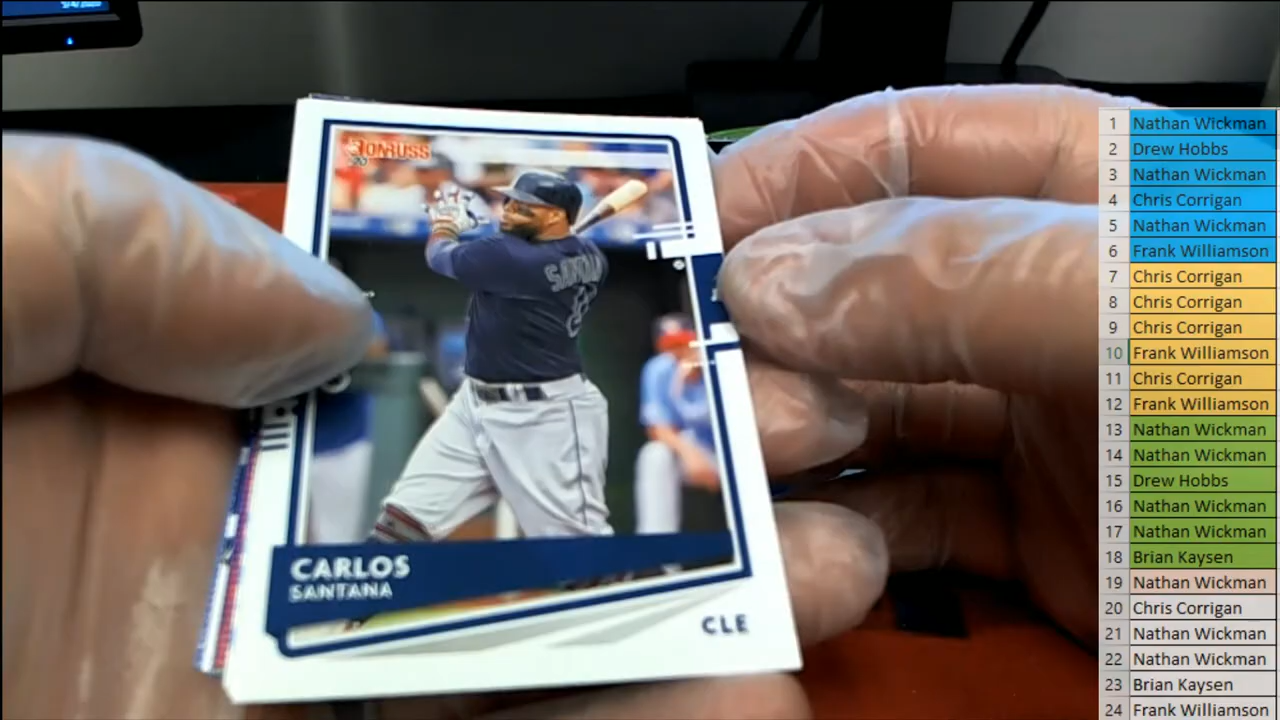 DONRUSS
20
SANTANA
CARLOS
SANTANA
CLE
1 Nathan Wickman
2 Drew Hobbs
3 Nathan Wickman
4 Chris Corrigan
5 Nathan Wickman
6 Frank Williamson
7 Chris Corrigan
8 Chris Corrigan
9 Chris Corrigan
10 Frank Williamson
11 Chris Corrigan
12 Frank Williamson
13 Nathan Wickman
14 Nathan Wickman
15 Drew Hobbs
16 Nathan Wickman
17 Nathan Wickman
18 Brian Kaysen
19 Nathan Wickman
20 Chris Corrigan
21 Nathan Wickman
22 Nathan Wickman
23 Brian Kaysen
24 Frank Williamson